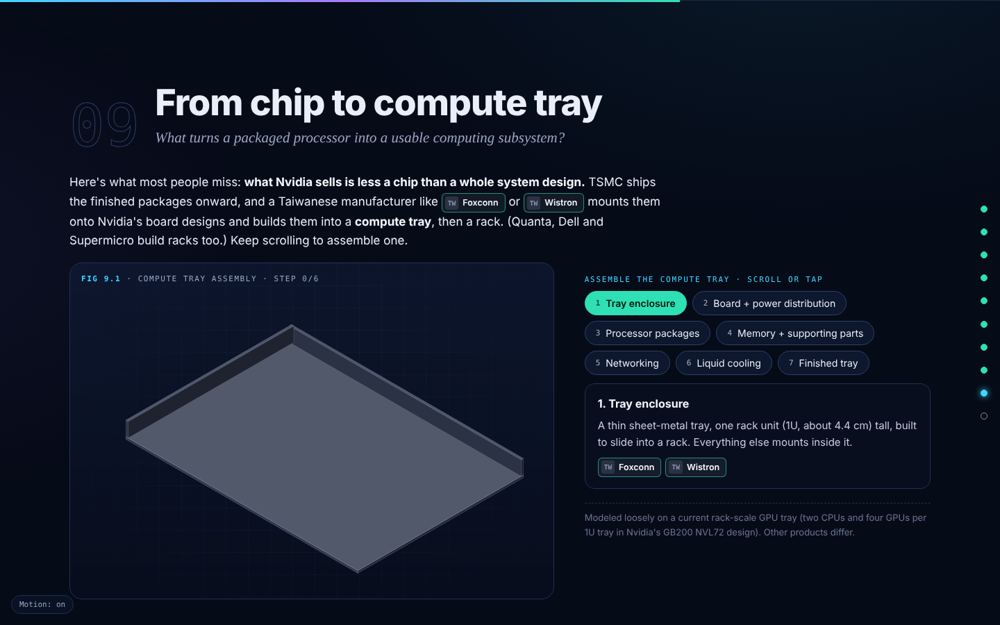 09
From chip to compute tray
What turns a packaged processor into a usable computing subsystem?
Here's what most people miss: what Nvidia sells is less a chip than a whole system design. TSMC ships
the finished packages onward, and a Taiwanese manufacturer like TW Foxconn or TW Wistron mounts them
onto Nvidia's board designs and builds them into a compute tray, then a rack. (Quanta, Dell and
Supermicro build racks too.) Keep scrolling to assemble one.
FIG 9.1 · COMPUTE TRAY ASSEMBLY · STEP 0/6
ASSEMBLE THE COMPUTE TRAY · SCROLL OR TAP
1 Tray enclosure 2 Board + power distribution
3 Processor packages 4 Memory + supporting parts
5 Networking 6 Liquid cooling 7 Finished tray
1. Tray enclosure
A thin sheet-metal tray, one rack unit (1U, about 4.4 cm) tall, built
to slide into a rack. Everything else mounts inside it.
TW Foxconn TW Wistron
Modeled loosely on a current rack-scale GPU tray (two CPUs and four GPUs per
1U tray in Nvidia's GB200 NVL72 design). Other products differ.
Motion: on